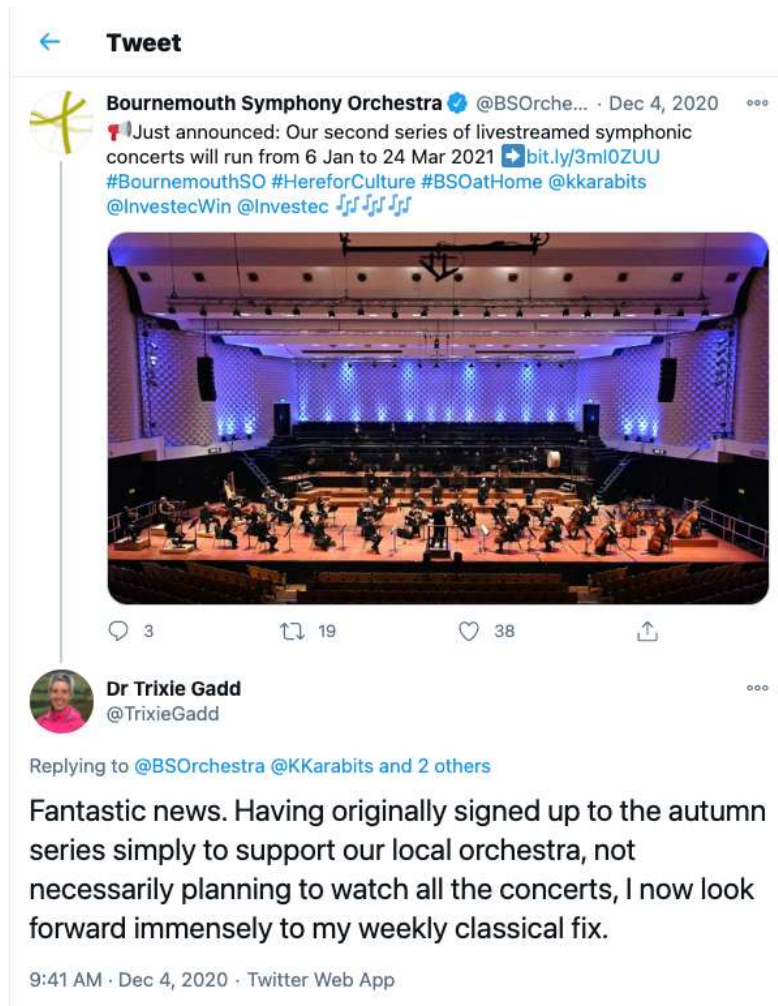 Tweet
Bournemouth Symphony Orchestra @BSOrche... · Dec 4, 2020
Just announced: Our second series of livestreamed symphonic
concerts will run from 6 Jan to 24 Mar 2021 bit.ly/3ml0ZUU
#BournemouthSO #HereforCulture #BSOatHome @kkarabits
@InvestecWin @Investec
3 19 38
Dr Trixie Gadd
@TrixieGadd
Replying to @BSOrchestra @KKarabits and 2 others
Fantastic news. Having originally signed up to the autumn
series simply to support our local orchestra, not
necessarily planning to watch all the concerts, I now look
forward immensely to my weekly classical fix.
9:41 AM · Dec 4, 2020 · Twitter Web App